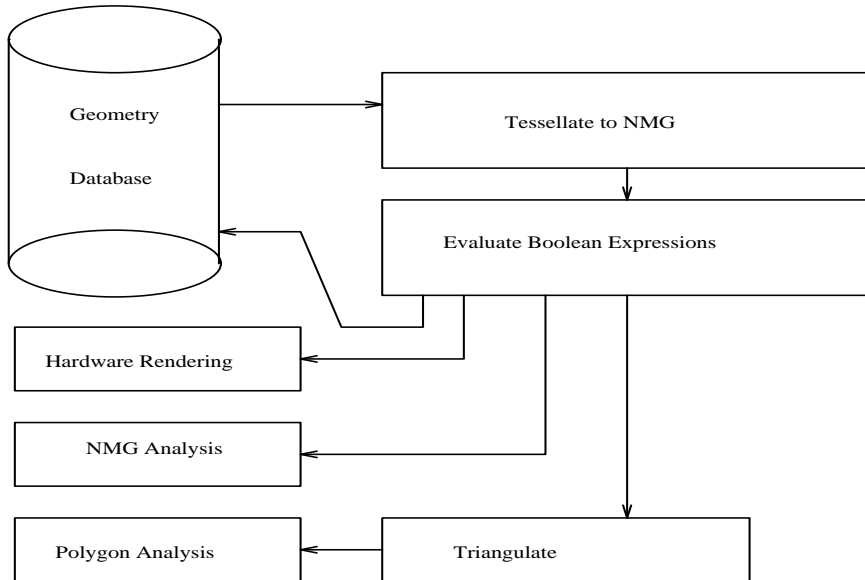 Geometry
Database
Tessellate to NMG
Evaluate Boolean Expressions
Hardware Rendering
NMG Analysis
Polygon Analysis
Triangulate